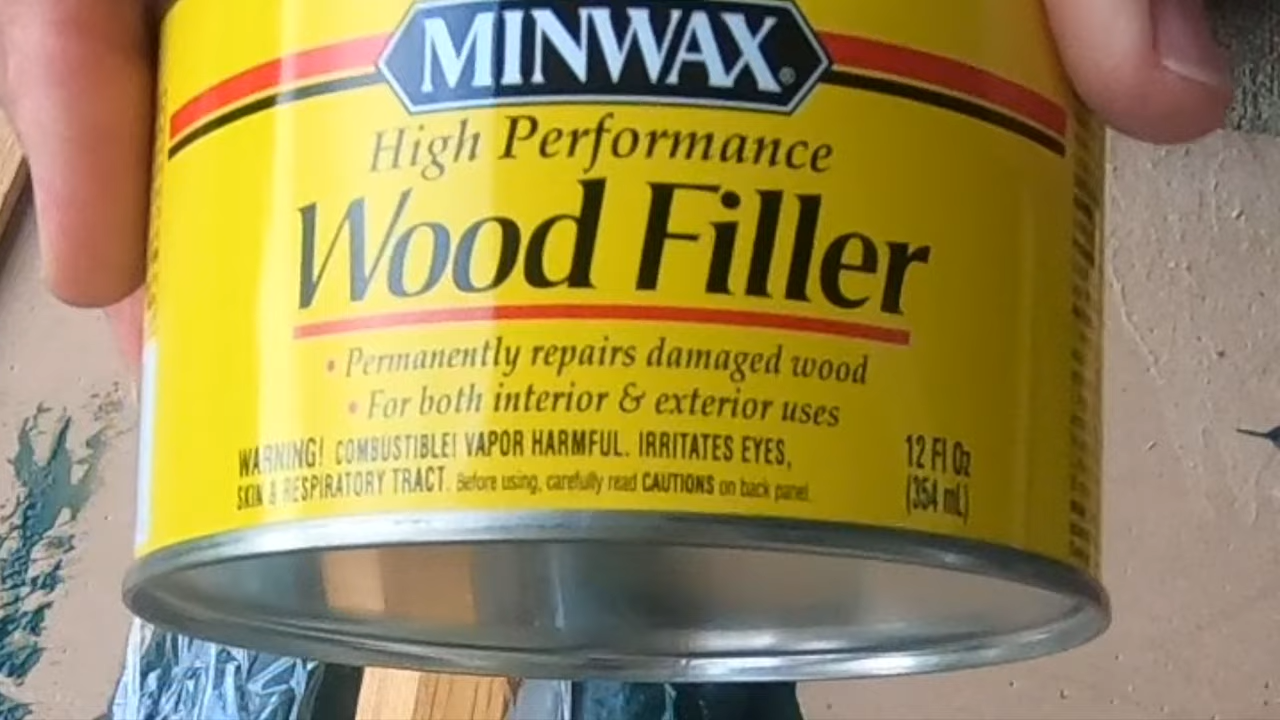 MINWAX®
High Performance
Wood Filler
• Permanently repairs damaged wood
• For both interior & exterior uses
WARNING! COMBUSTIBLE! VAPOR HARMFUL. IRRITATES EYES,
SKIN & RESPIRATORY TRACT. Before using, carefully read CAUTIONS on back panel.
12 Fl Oz
(354 mL)